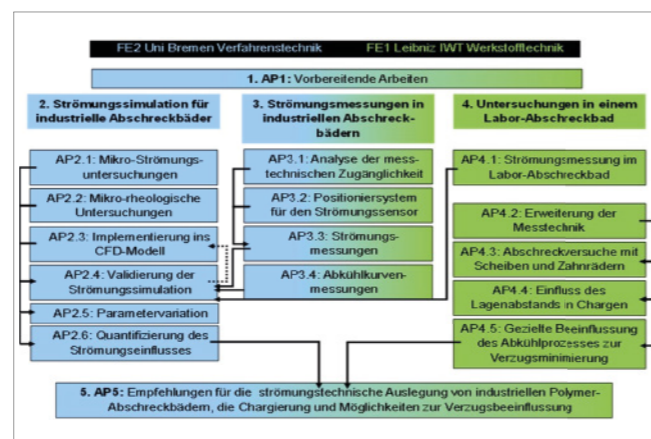 FE2 Uni Bremen Verfahrenstechnik
FE1 Leibniz IWT Werkstofftechnik
1. AP1: Vorbereitende Arbeiten
2. Strömungssimulation für
industrielle Abschreckbäder
AP2.1: Mikro-Strömungs-
untersuchungen
AP2.2: Mikro-rheologische
Untersuchungen
AP2.3: Implementierung ins
CFD-Modell
AP2.4: Validierung der
Strömungssimulation
AP2.5: Parametervariation
AP2.6: Quantifizierung des
Strömungseinflusses
3. Strömungsmessungen in
industriellen Abschreck-
bädern
AP3.1: Analyse der mess-
technischen Zugänglichkeit
AP3.2: Positioniersystem
für den Strömungssensor
AP3.3: Strömungs-
messungen
AP3.4: Abkühlkurven-
messungen
4. Untersuchungen in einem
Labor-Abschreckbad
AP4.1: Strömungsmessung im
Labor-Abschreckbad
AP4.2: Erweiterung der
Messtechnik
AP4.3: Abschreckversuche mit
Scheiben und Zahnrädern
AP4.4: Einfluss des
Lagenabstands in Chargen
AP4.5: Gezielte Beeinflussung
des Abkühlprozesses zur
Verzugsminimierung
5. AP5: Empfehlungen für die strömungstechnische Auslegung von industriellen Polymer-
Abschreckbädern, die Chargierung und Möglichkeiten zur Verzugsbeeinflussung